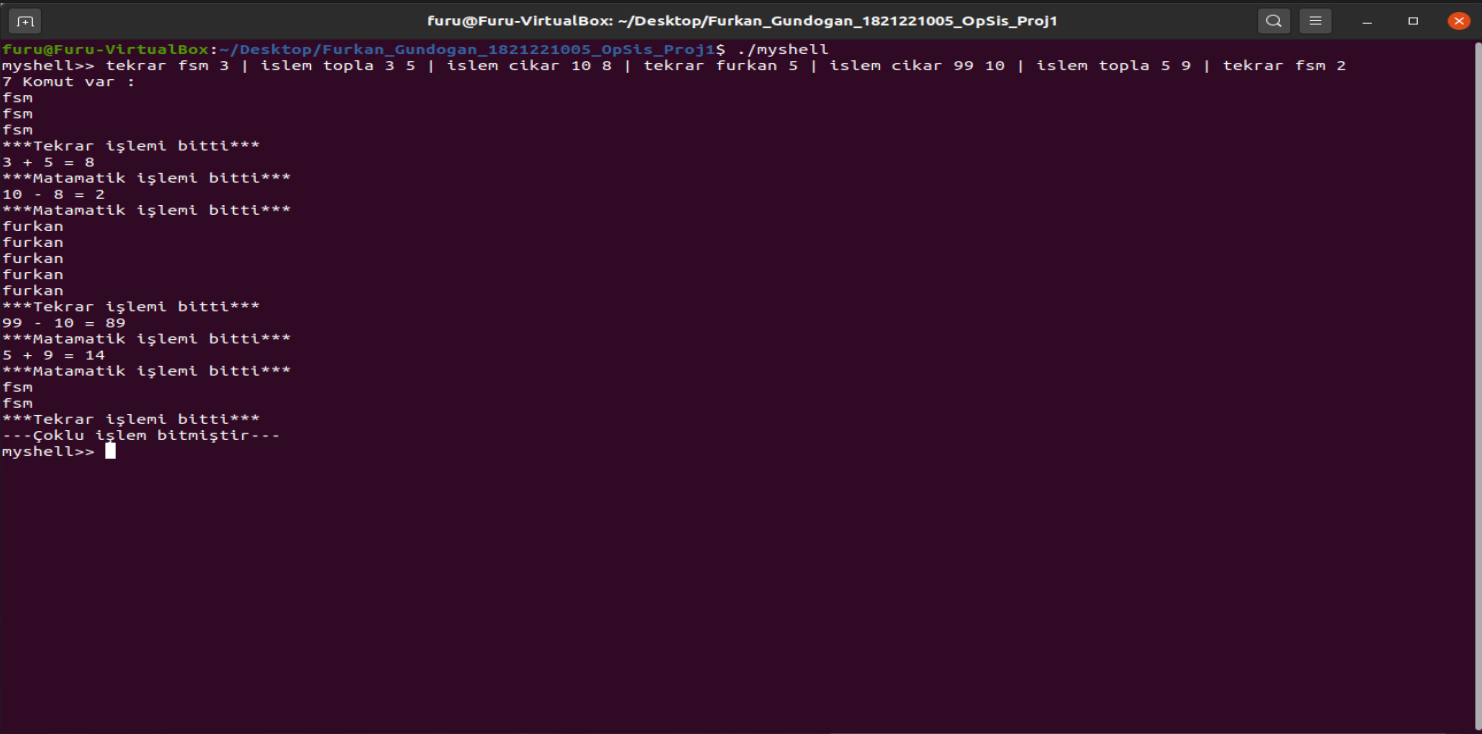 furu@Furu-VirtualBox: ~/Desktop/Furkan_Gundogan_1821221005_OpSis_Proj1
furu@Furu-VirtualBox:~/Desktop/Furkan_Gundogan_1821221005_OpSis_Proj1$ ./myshell
myshell>> tekrar fsm 3 | islem topla 3 5 | islem cikar 10 8 | tekrar furkan 5 | islem cikar 99 10 | islem topla 5 9 | tekrar fsm 2
7 Komut var :
fsm
fsm
fsm
***Tekrar işlemi bitti***
3 + 5 = 8
***Matamatik işlemi bitti***
10 - 8 = 2
***Matamatik işlemi bitti***
furkan
furkan
furkan
furkan
furkan
***Tekrar işlemi bitti***
99 - 10 = 89
***Matamatik işlemi bitti***
5 + 9 = 14
***Matamatik işlemi bitti***
fsm
fsm
***Tekrar işlemi bitti***
---Çoklu işlem bitmiştir---
myshell>>